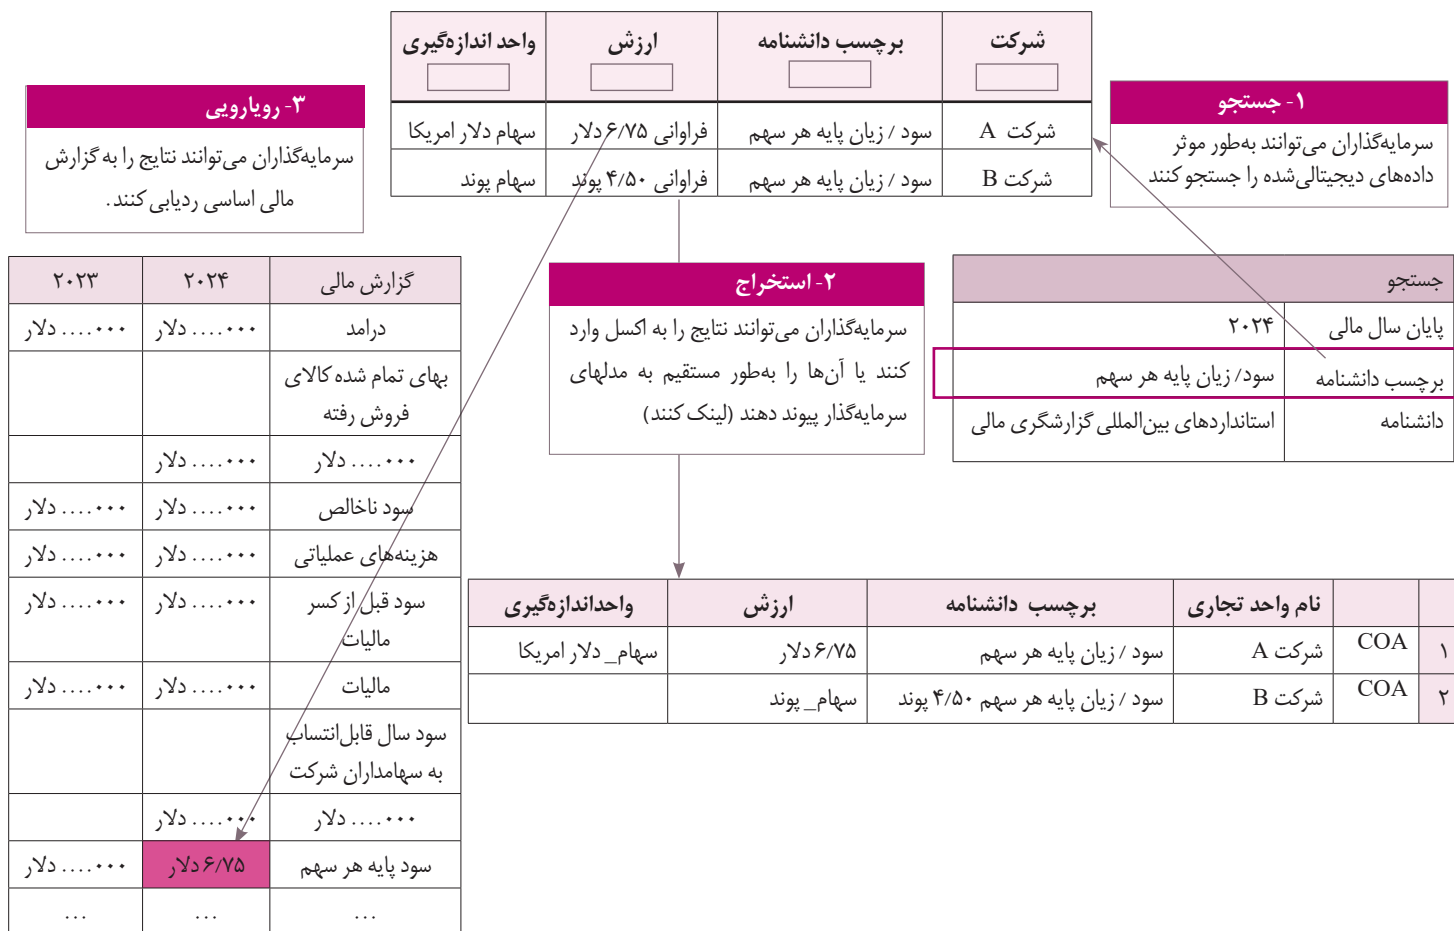 شرکت	برچسب دانشنامه	ارزش	واحد اندازه‌گیری
شرکت A	سود / زیان پایه هر سهم	فراوانی ۶/۷۵ دلار	سهام دلار امریکا
شرکت B	سود / زیان پایه هر سهم	فراوانی ۴/۵۰ پوند	سهام پوند
۱- جستجو
سرمایه‌گذاران می‌توانند به‌طور موثر
داده‌های دیجیتالی‌شده را جستجو کنند
جستجو
پایان سال مالی	۲۰۲۴
برچسب دانشنامه	سود/ زیان پایه هر سهم
دانشنامه	استانداردهای بین‌المللی گزارشگری مالی
۲- استخراج
سرمایه‌گذاران می‌توانند نتایج را به اکسل وارد
کنند یا آن‌ها را به‌طور مستقیم به مدلهای
سرمایه‌گذار پیوند دهند (لینک کنند)
نام واحد تجاری	برچسب دانشنامه	ارزش	واحداندازه‌گیری
۱	COA	شرکت A	سود / زیان پایه هر سهم	۶/۷۵ دلار	سهام_ دلار امریکا
۲	COA	شرکت B	سود / زیان پایه هر سهم ۴/۵۰ پوند	سهام_ پوند
۳- رویارویی
سرمایه‌گذاران می‌توانند نتایج را به گزارش
مالی اساسی ردیابی کنند.
گزارش مالی	۲۰۲۴	۲۰۲۳
درامد	۰۰۰.... دلار	۰۰۰.... دلار
بهای تمام شده کالای
فروش رفته
۰۰۰.... دلار	۰۰۰.... دلار
سود ناخالص	۰۰۰.... دلار	۰۰۰.... دلار
هزینه‌های عملیاتی	۰۰۰.... دلار	۰۰۰.... دلار
سود قبل از کسر	۰۰۰.... دلار	۰۰۰.... دلار
مالیات
مالیات	۰۰۰.... دلار	۰۰۰.... دلار
سود سال قابل‌انتساب
به سهامداران شرکت
۰۰۰.... دلار	۰۰۰.... دلار
سود پایه هر سهم	۶/۷۵ دلار	۰۰۰.... دلار
...	...	...